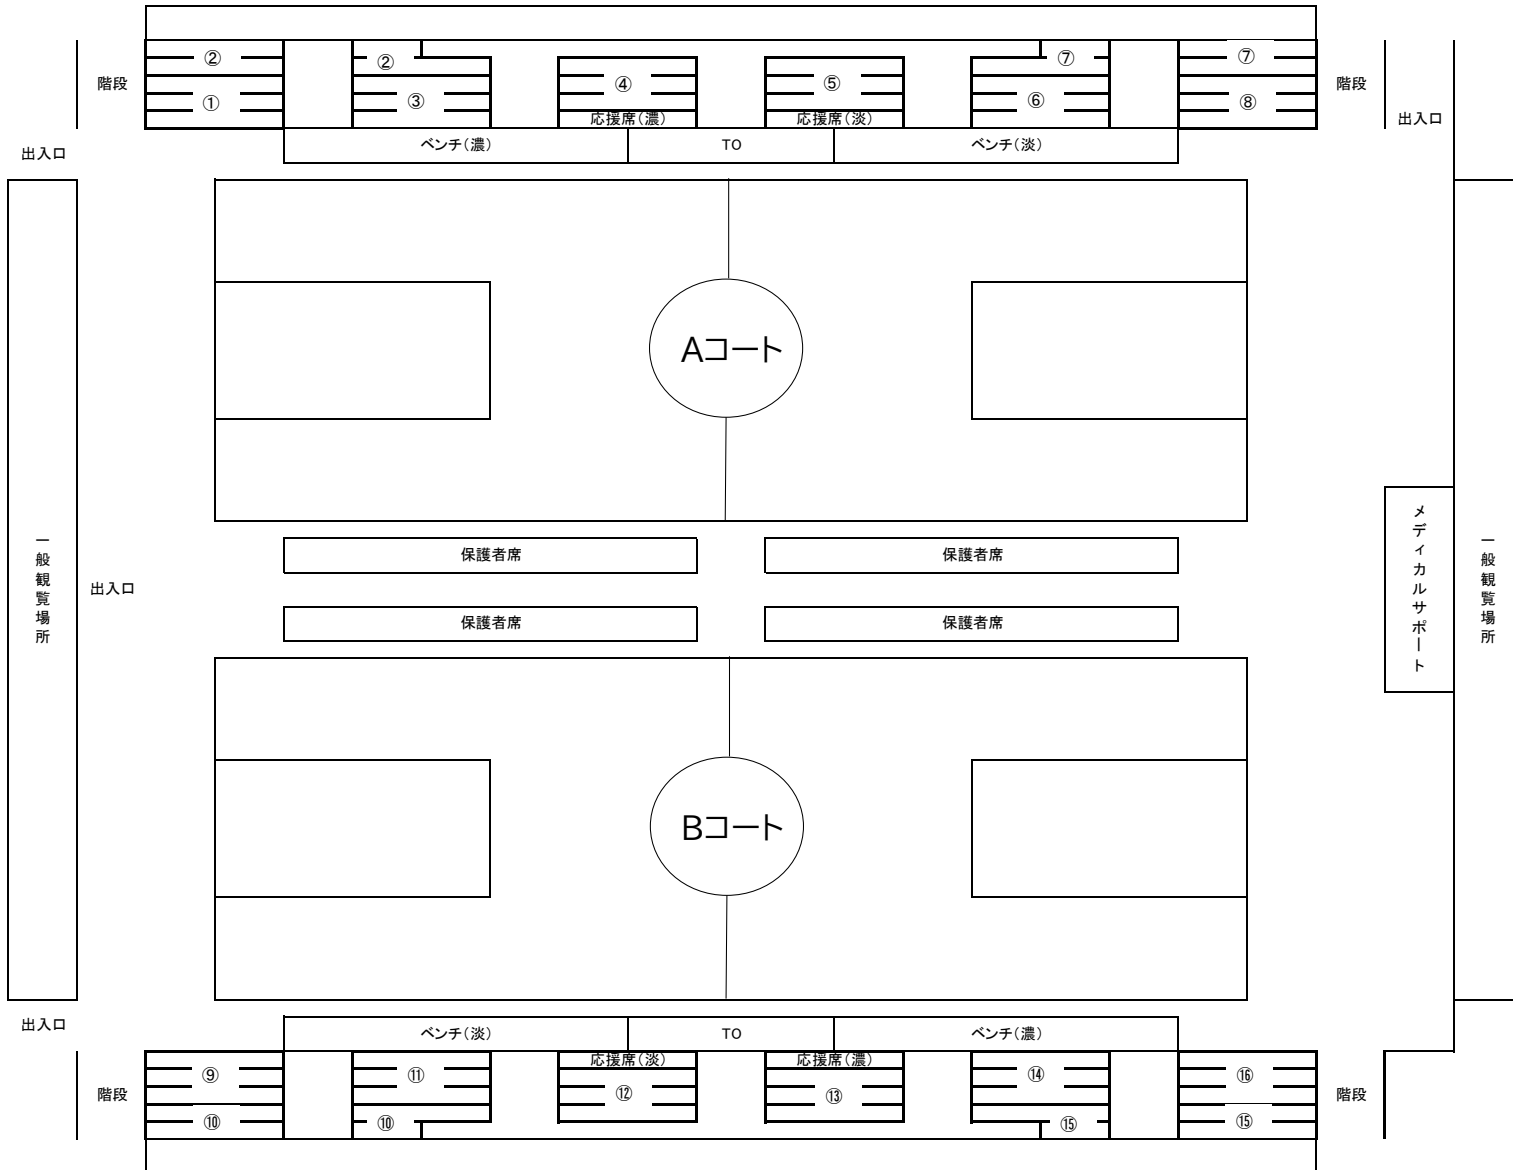 ② ② ⑦ ⑦
階段 ④ ⑤ 階段
① ③ ⑥ ⑧
応援席(濃) 応援席(淡) 出入口
ベンチ(濃) TO ベンチ(淡)
出入口
Aコート
保護者席 保護者席
一般観覧場所
出入口
メディカルサポート
一般観覧場所
保護者席 保護者席
Bコート
出入口
ベンチ(淡) TO ベンチ(濃)
応援席(淡) 応援席(濃)
⑨ ⑪ ⑭ ⑯
階段 ⑫ ⑬ 階段
⑩ ⑩ ⑮ ⑮